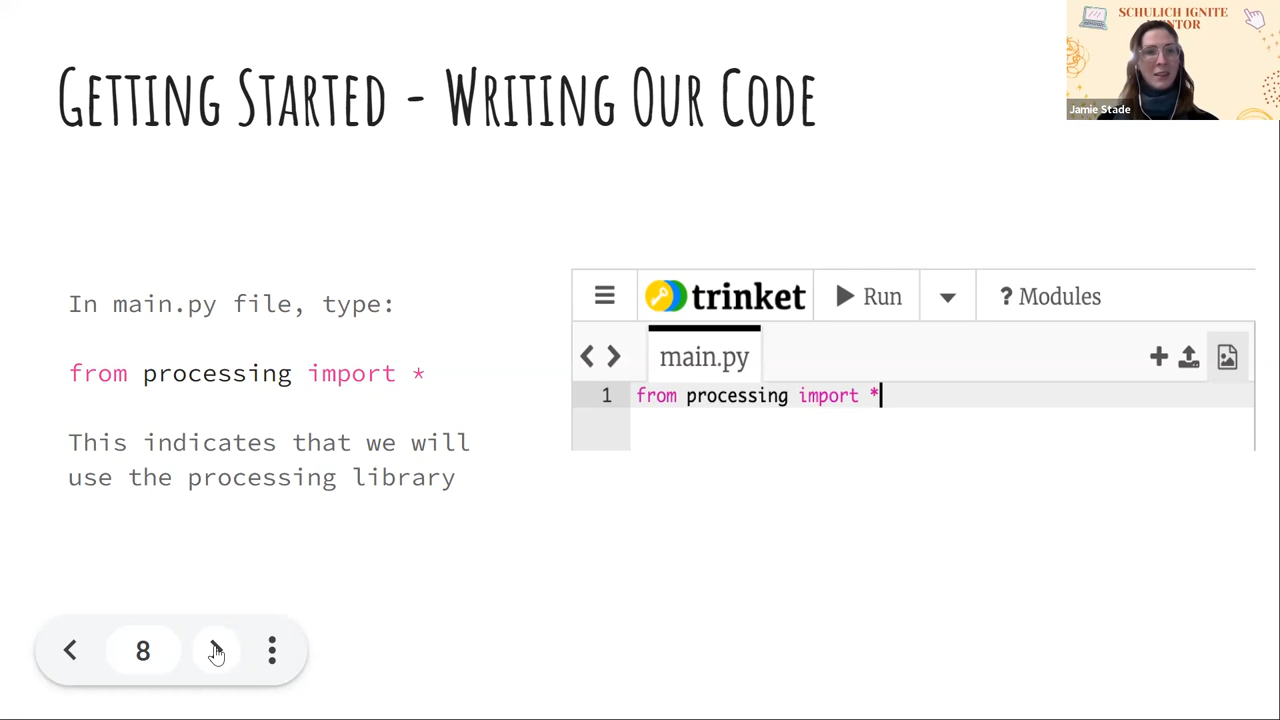 SCHULICH IGNITE
MENTOR
Jamie Stade
GETTING STARTED - WRITING OUR CODE
In main.py file, type:
from processing import *
This indicates that we will
use the processing library
trinket
Run
? Modules
main.py
1 from processing import *
8